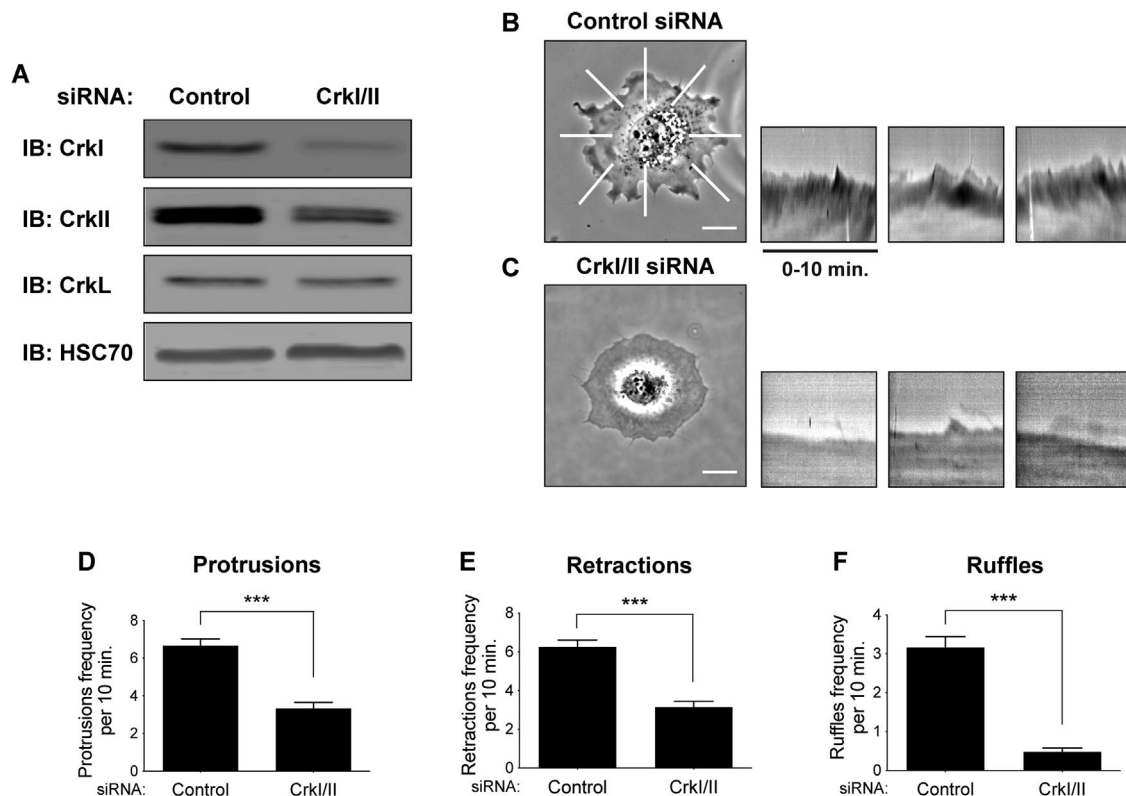 A
siRNA: Control CrkI/II
IB: CrkI
IB: CrkII
IB: CrkL
IB: HSC70
B
Control siRNA
0-10 min.
C
CrkI/II siRNA
D
Protrusions
***
Protrusions frequency
per 10 min.
8
6
4
2
0
siRNA: Control CrkI/II
E
Retractions
***
Retractions frequency
per 10 min.
8
6
4
2
0
siRNA: Control CrkI/II
F
Ruffles
***
Ruffles frequency
per 10 min.
4
3
2
1
0
siRNA: Control CrkI/II